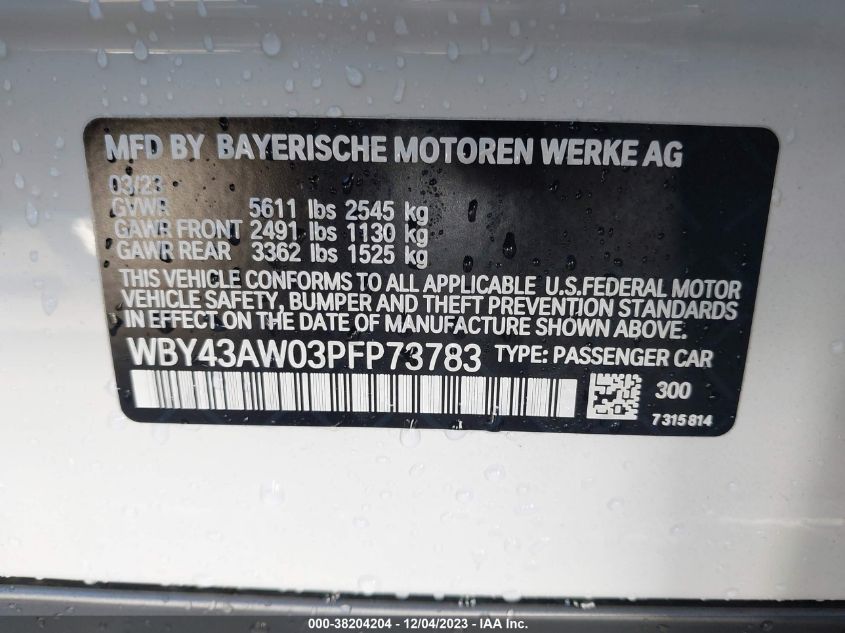 MFD BY BAYERISCHE MOTOREN WERKE AG
03/23
GVWR 5611 lbs 2545 kg
GAWR FRONT 2491 lbs 1130 kg
GAWR REAR 3362 lbs 1525 kg
THIS VEHICLE CONFORMS TO ALL APPLICABLE U.S.FEDERAL MOTOR
VEHICLE SAFETY, BUMPER AND THEFT PREVENTION STANDARDS
IN EFFECT ON THE DATE OF MANUFACTURE SHOWN ABOVE.
WBY43AW03PFP73783 TYPE: PASSENGER CAR
300
7315814
000-38204204 - 12/04/2023 - © IAA, Inc.